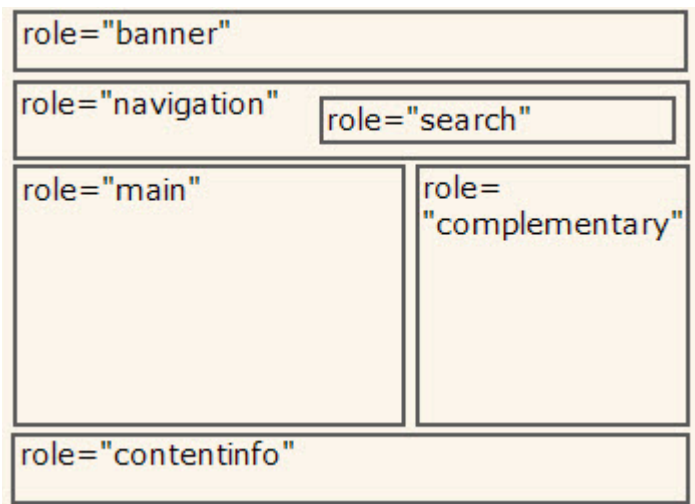 role="banner"
role="navigation"
role="search"
role="main"
role=
"complementary"
role="contentinfo"